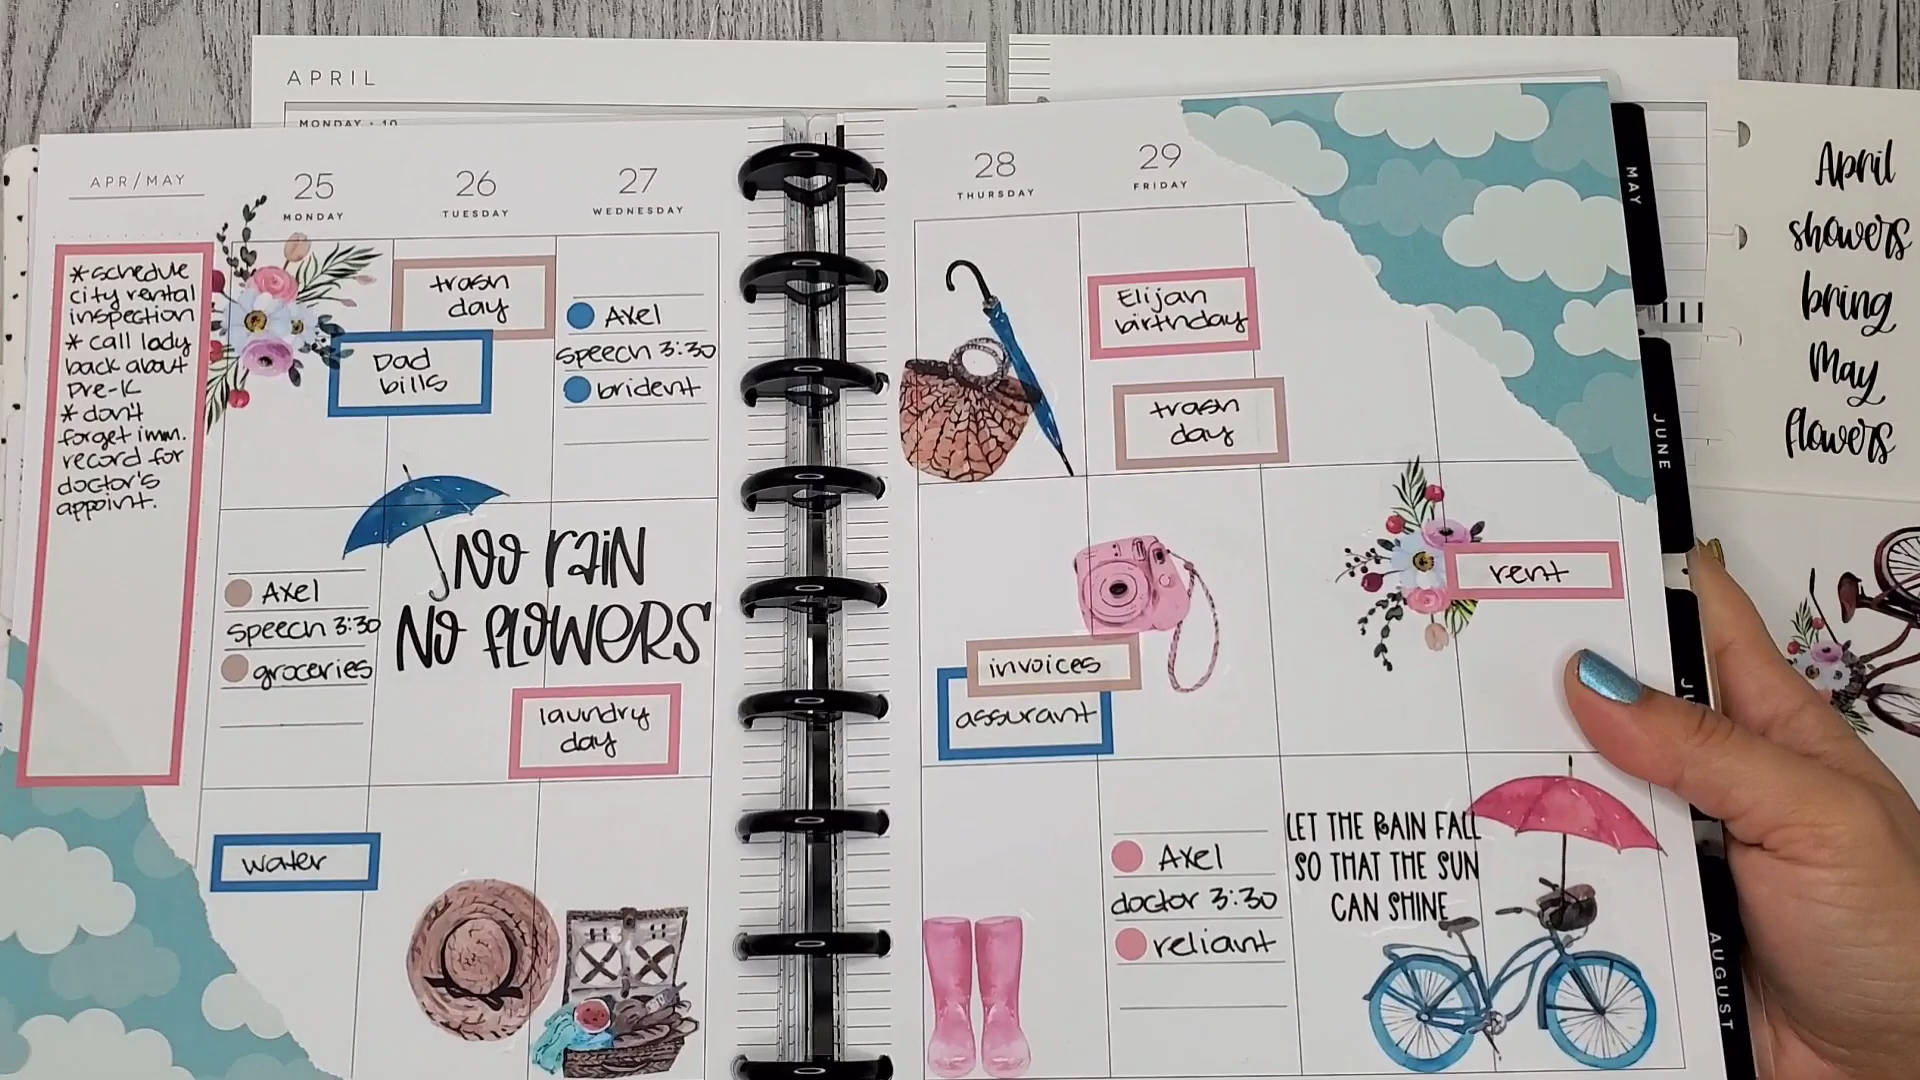 APRIL
MONDAY • 10
APR/MAY
25
MONDAY
26
TUESDAY
27
WEDNESDAY
28
THURSDAY
29
FRIDAY
* schedule
city rental
inspection
* call lady
back about
Pre-K
* don't
forget imm.
record for
doctor's
appoint.
trash
day
Dad
bills
Axel
speech 3:30
brident
Axel
speech 3:30
groceries
NO RAIN
NO FLOWERS
laundry
day
water
Elijah
birthday
trash
day
invoices
assurant
rent
Axel
doctor 3:30
reliant
LET THE RAIN FALL
SO THAT THE SUN
CAN SHINE
MAY
JUNE
AUGUST
April
showers
bring
May
flowers